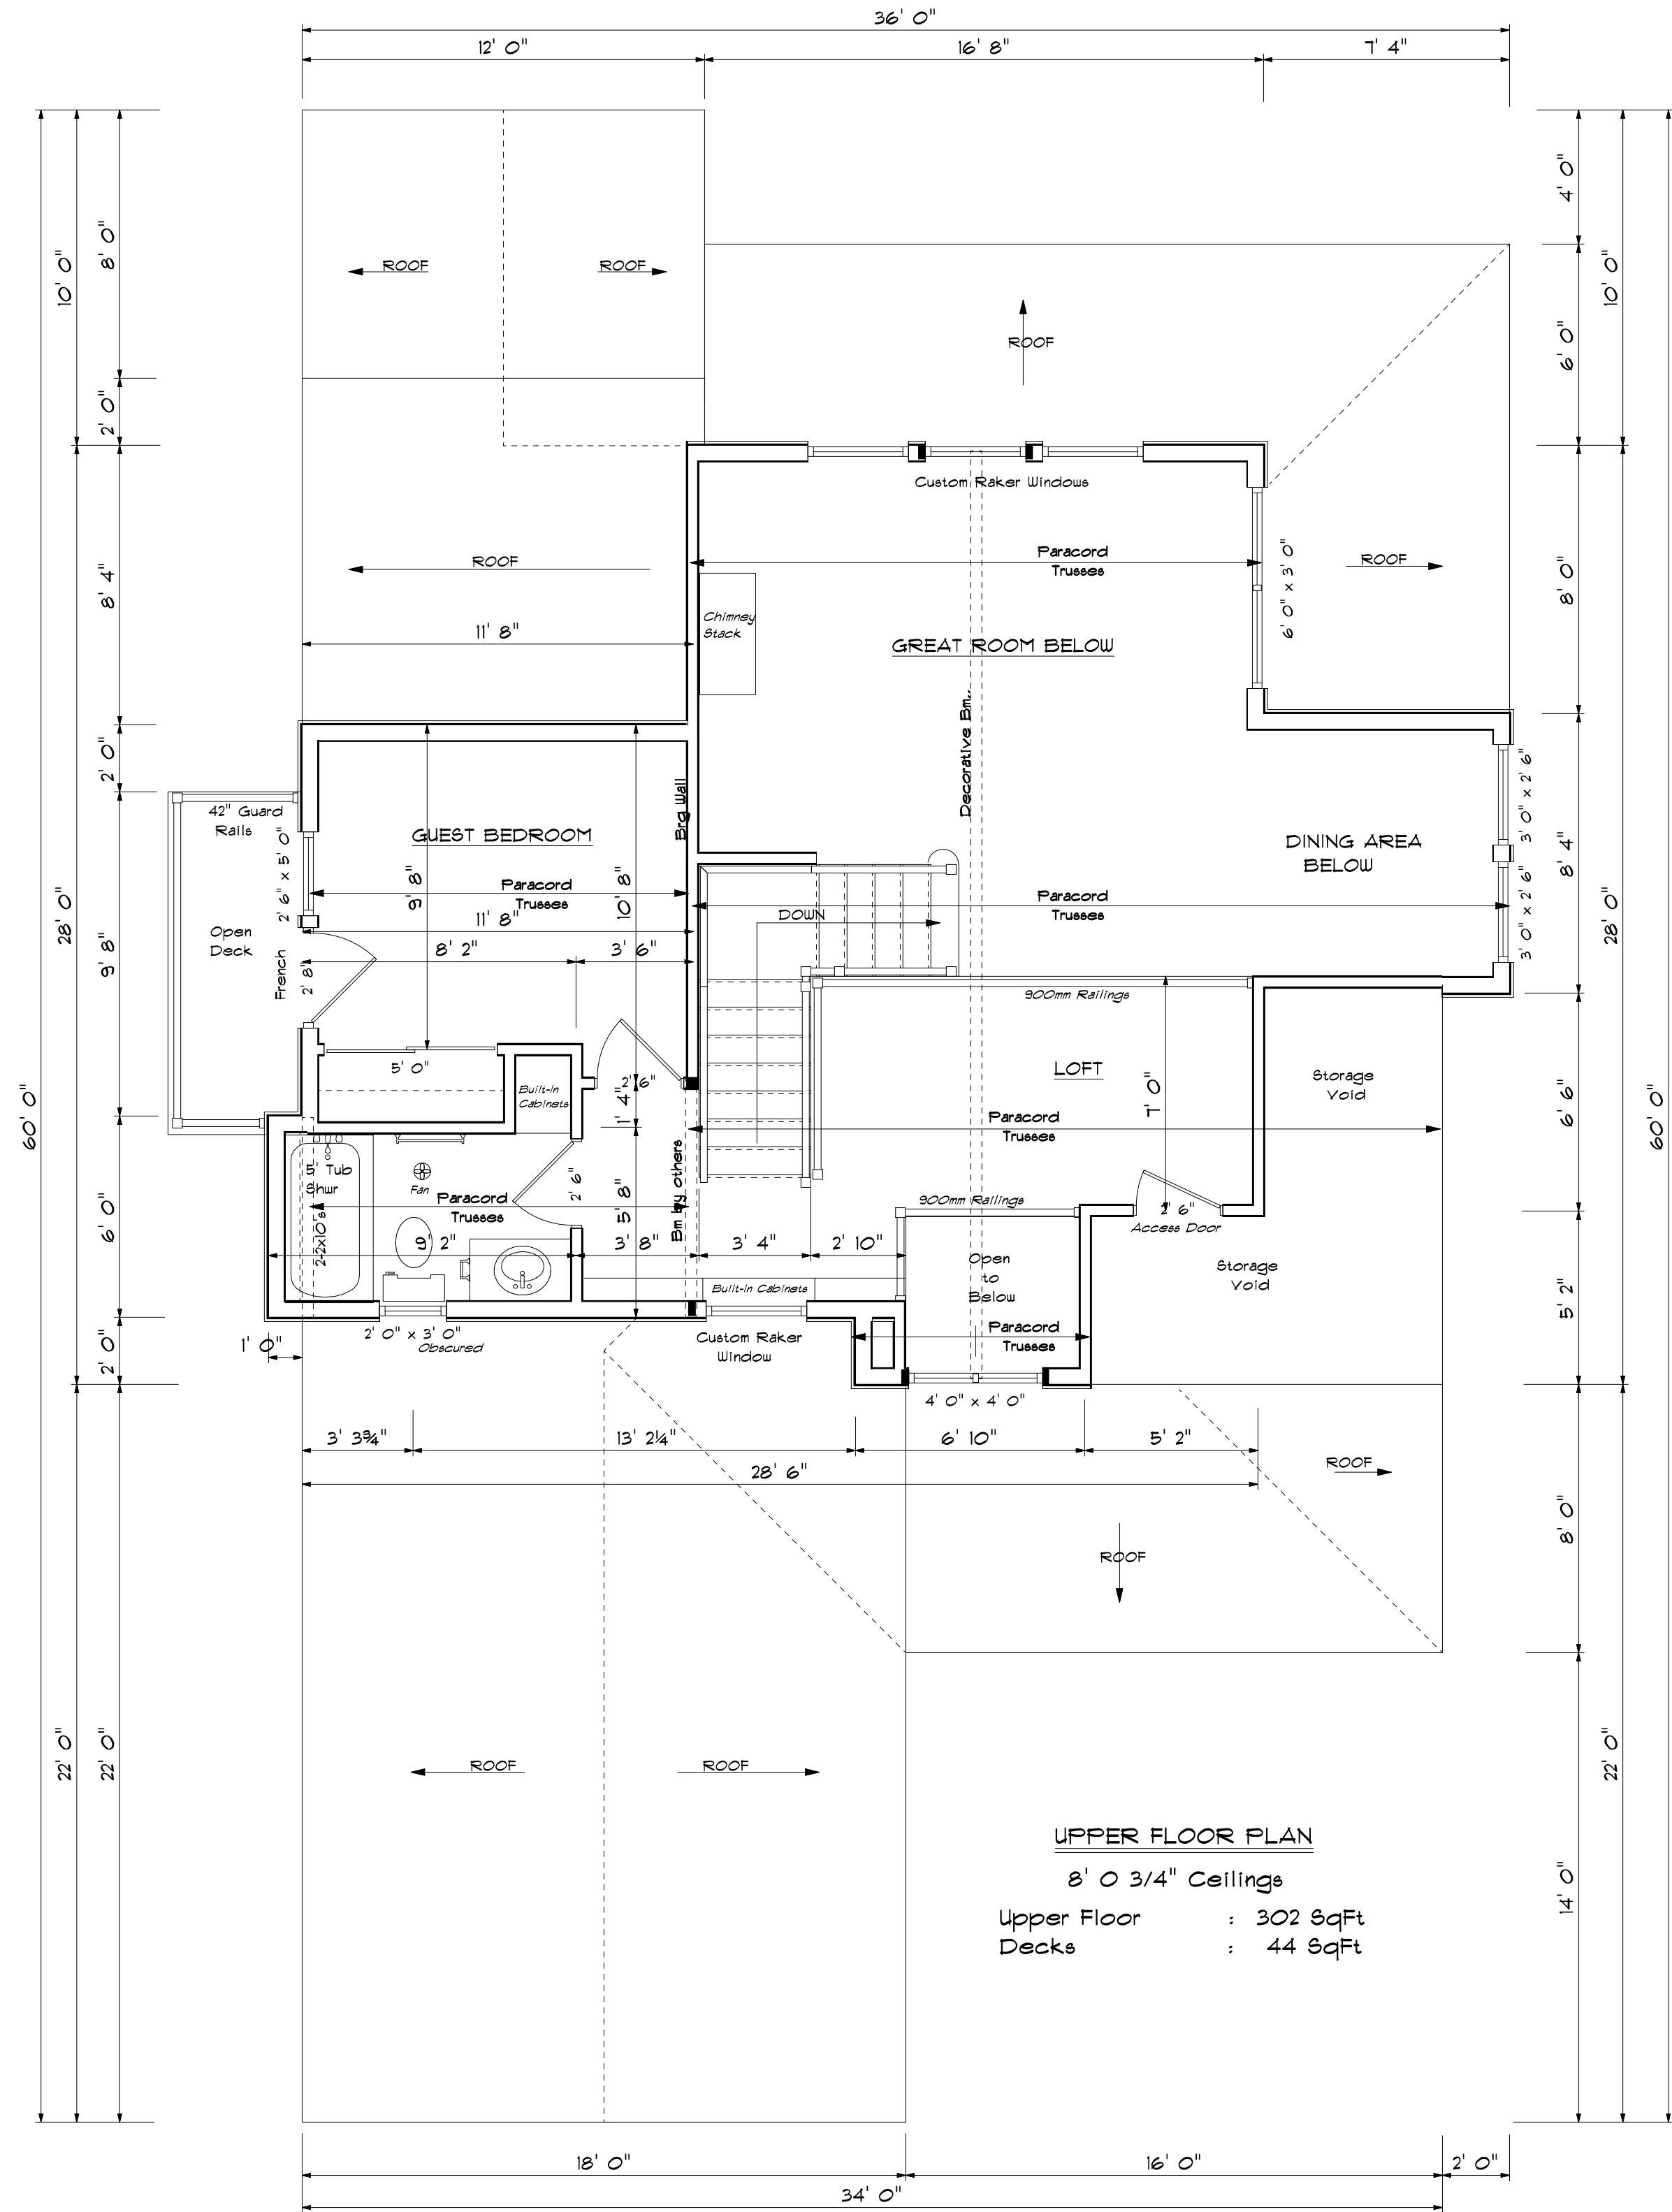 36' 0"
12' 0"
16' 8"
7' 4"
60' 0"
10' 0"
8' 0"
2' 0"
28' 0"
8' 4"
2' 0"
9' 8"
6' 0"
2' 0"
22' 0"
22' 0"
4' 0"
10' 0"
6' 0"
8' 0"
8' 4"
28' 0"
60' 0"
6' 6"
5' 2"
8' 0"
22' 0"
14' 0"
ROOF
ROOF
ROOF
ROOF
ROOF
11' 8"
Custom Raker Windows
Paracord
Trusses
6' 0" x 3' 0"
Chimney
Stack
GREAT ROOM BELOW
Decorative Bm.
Brg Wall
42" Guard
Rails
2' 6" x 5' 0"
GUEST BEDROOM
DINING AREA
BELOW
3' 0" x 2' 6"
3' 0" x 2' 6"
9' 8"
10' 8"
Paracord
Trusses
11' 8"
Paracord
Trusses
DOWN
Open
Deck
French
2' 8"
8' 2"
3' 6"
900mm Railings
5' 0"
Built-In
Cabinets
2' 6"
1' 4"
LOFT
7' 0"
Storage
Void
Paracord
Trusses
Bm by others
5' Tub
Shwr
2-2x10's
Fan
Paracord
Trusses
2' 6"
5' 8"
900mm Railings
2' 6"
Access Door
9' 2"
3' 8"
3' 4"
2' 10"
Open
to
Below
Storage
Void
Built-In Cabinets
1' 0"
2' 0" x 3' 0"
Obscured
Custom Raker
Window
Paracord
Trusses
4' 0" x 4' 0"
3' 3¾"
13' 2¼"
6' 10"
5' 2"
28' 6"
ROOF
ROOF
ROOF
ROOF
UPPER FLOOR PLAN
8' 0 3/4" Ceilings
Upper Floor : 302 SqFt
Decks : 44 SqFt
18' 0"
16' 0"
2' 0"
34' 0"